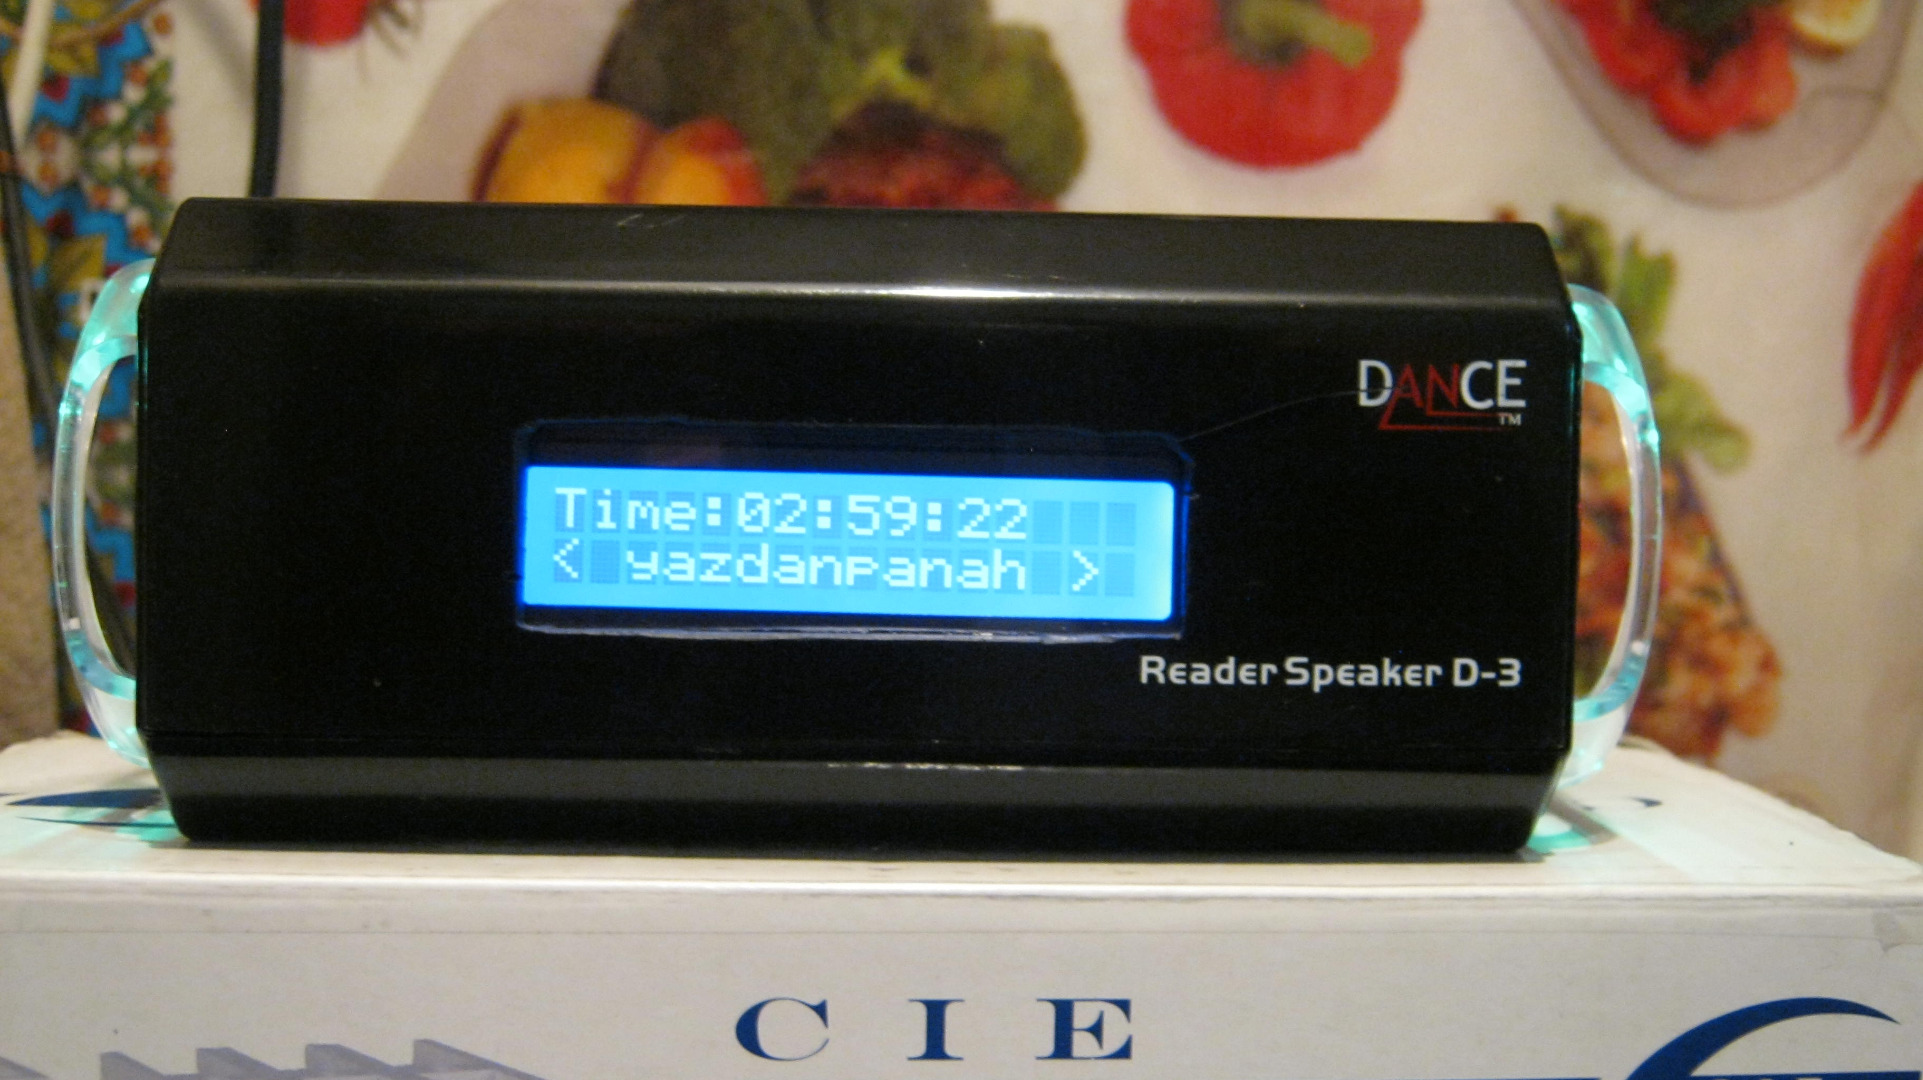 DANCE
TM
Time:02:59:22
< yazdanpanah >
Reader Speaker D-3
CIE